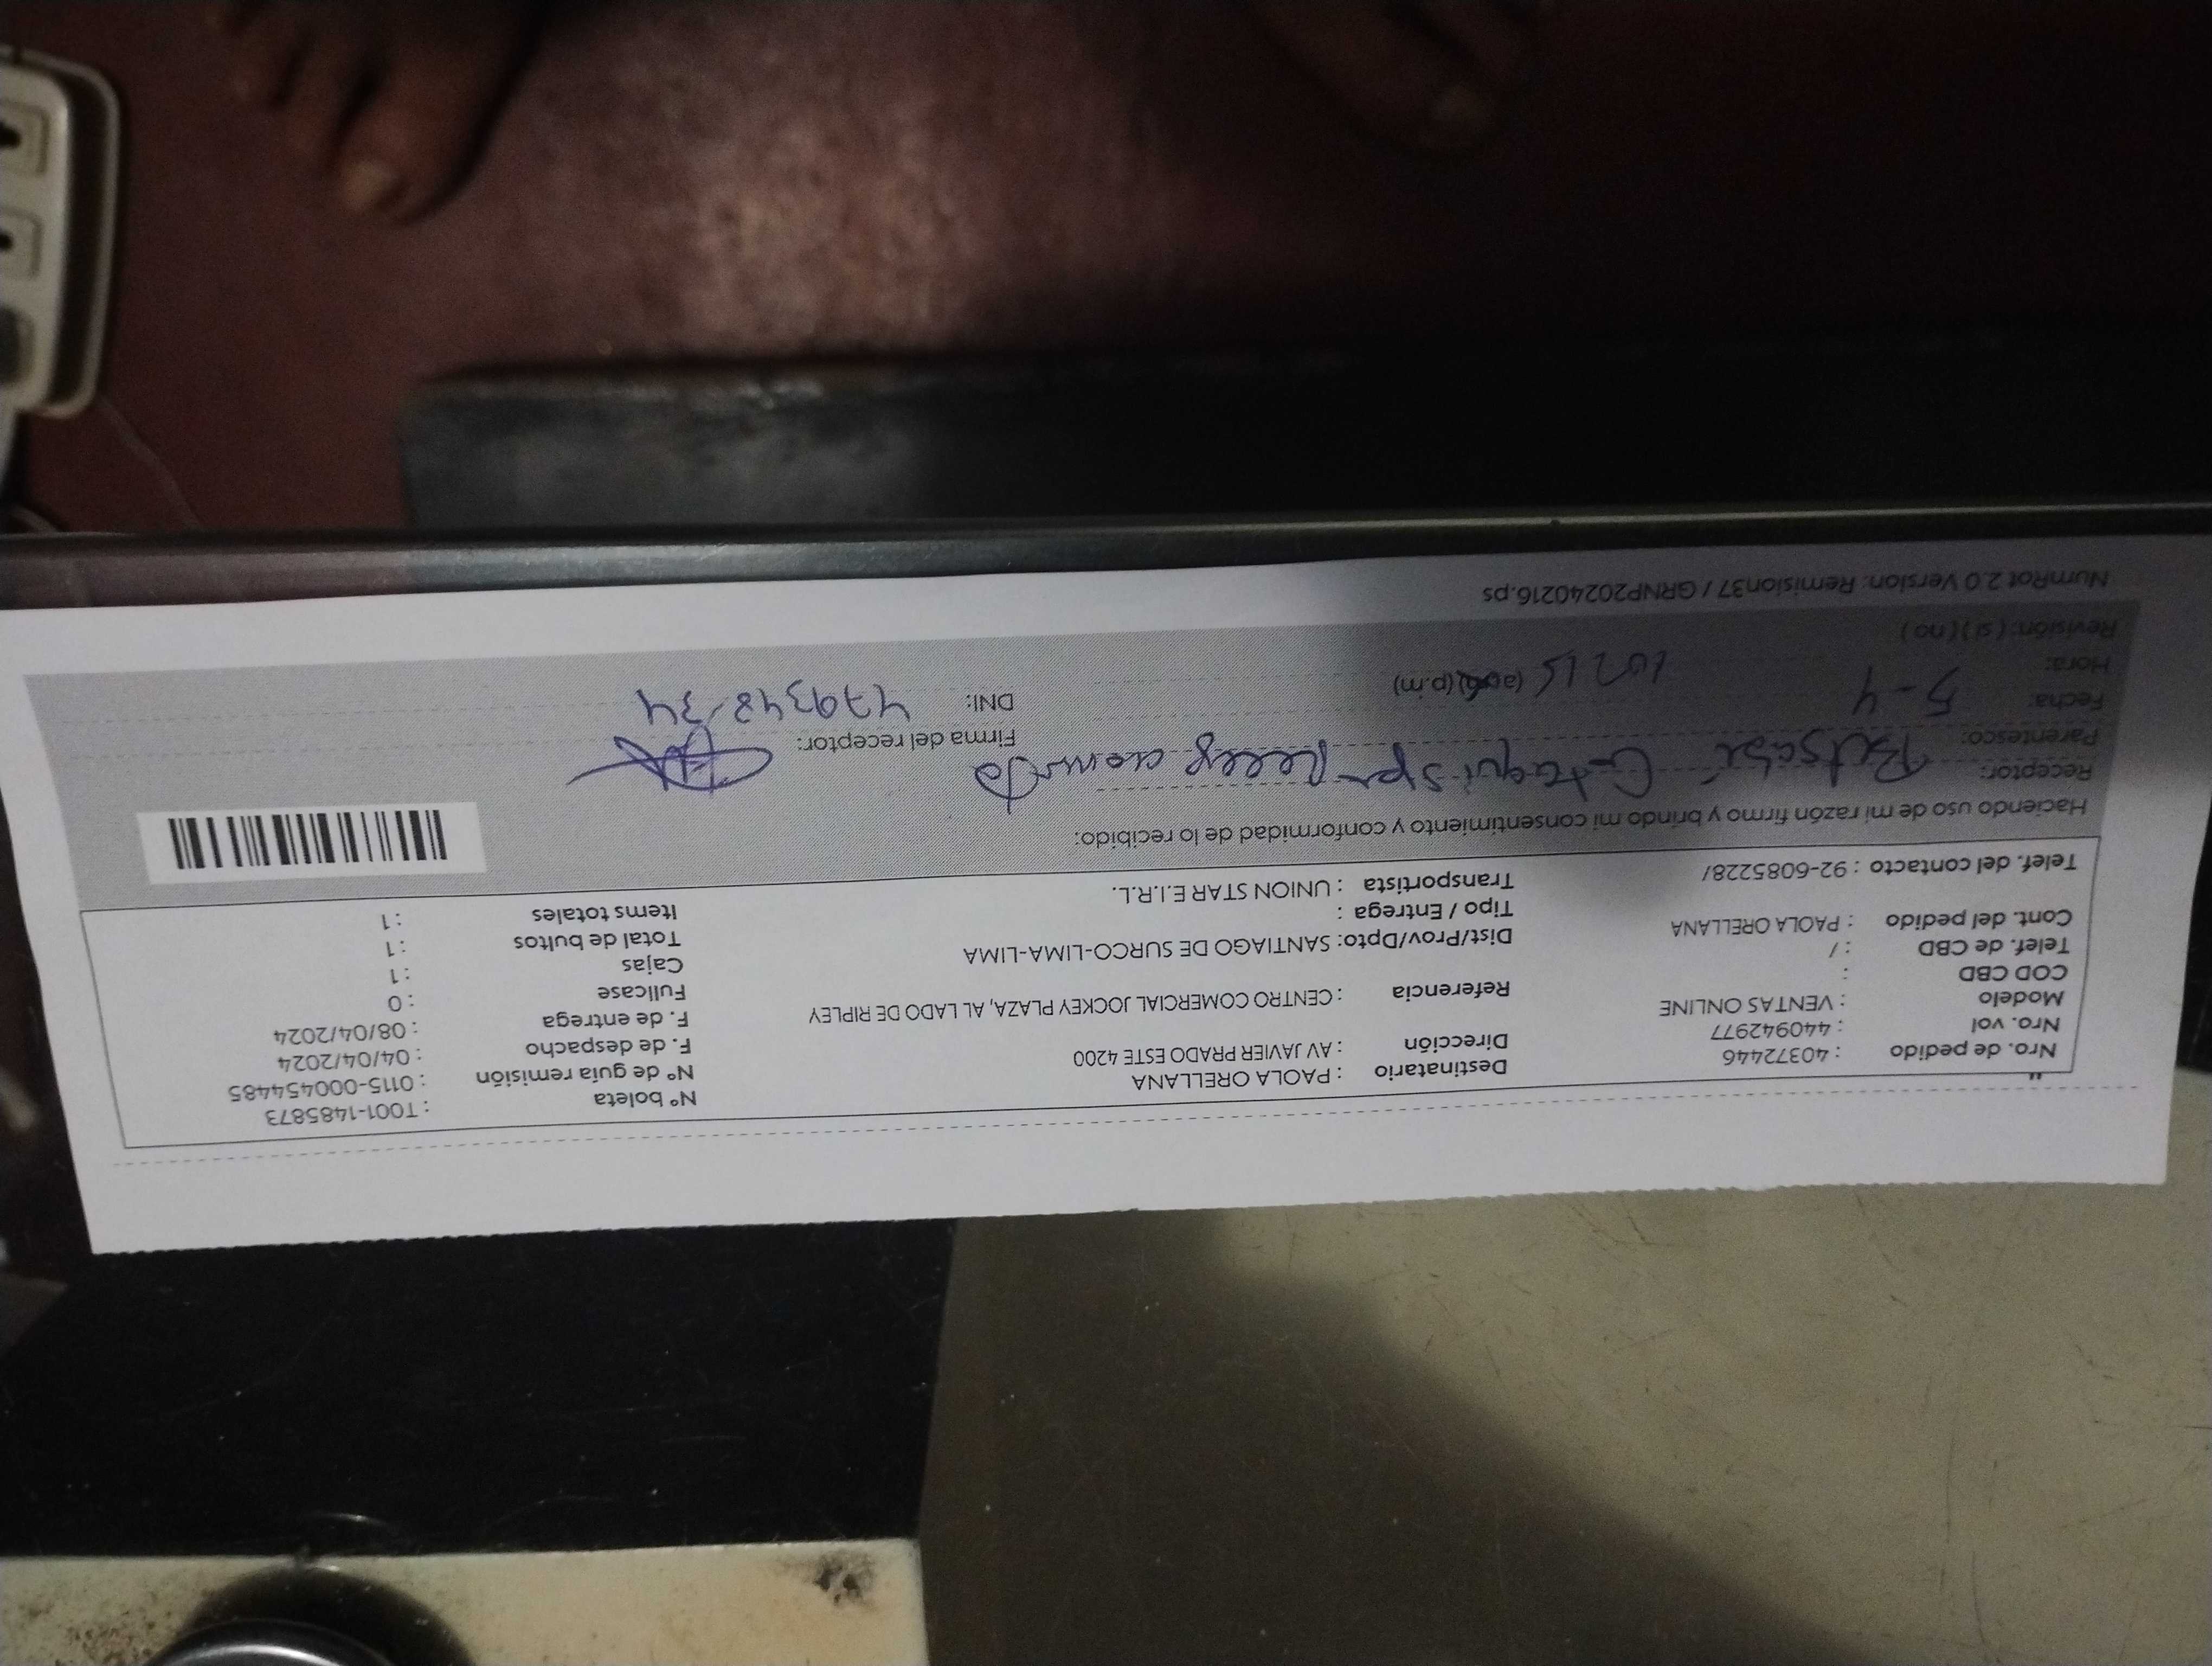 Nro. de pedido : 40372446
Nro. vol : 440942977
Modelo : VENTAS ONLINE
COD CBD :
Telef. de CBD : /
Cont. del pedido : PAOLA ORELLANA
Telef. del contacto : 92-6085228/
Destinatario : PAOLA ORELLANA
Dirección : AV JAVIER PRADO ESTE 4200
Referencia : CENTRO COMERCIAL JOCKEY PLAZA, AL LADO DE RIPLEY
Dist/Prov/Dpto: SANTIAGO DE SURCO-LIMA-LIMA
Tipo / Entrega :
Transportista : UNION STAR E.I.R.L.
Nº boleta : T001-1485873
Nº de guía remisión : 0115-000454485
F. de despacho : 04/04/2024
F. de entrega : 08/04/2024
Fullcase : 0
Cajas : 1
Total de bultos : 1
Items totales : 1
Haciendo uso de mi razón firmo y brindo mi consentimiento y conformidad de lo recibido:
Receptor: Betsabé
Parentesco:
Fecha: 5-4
Hora: (p.m)
Revisión: ( si ) ( no )
Firma del receptor:
DNI: 47934834
NumRot 2.0 Version: Remision37 / GRNP20240216.ps